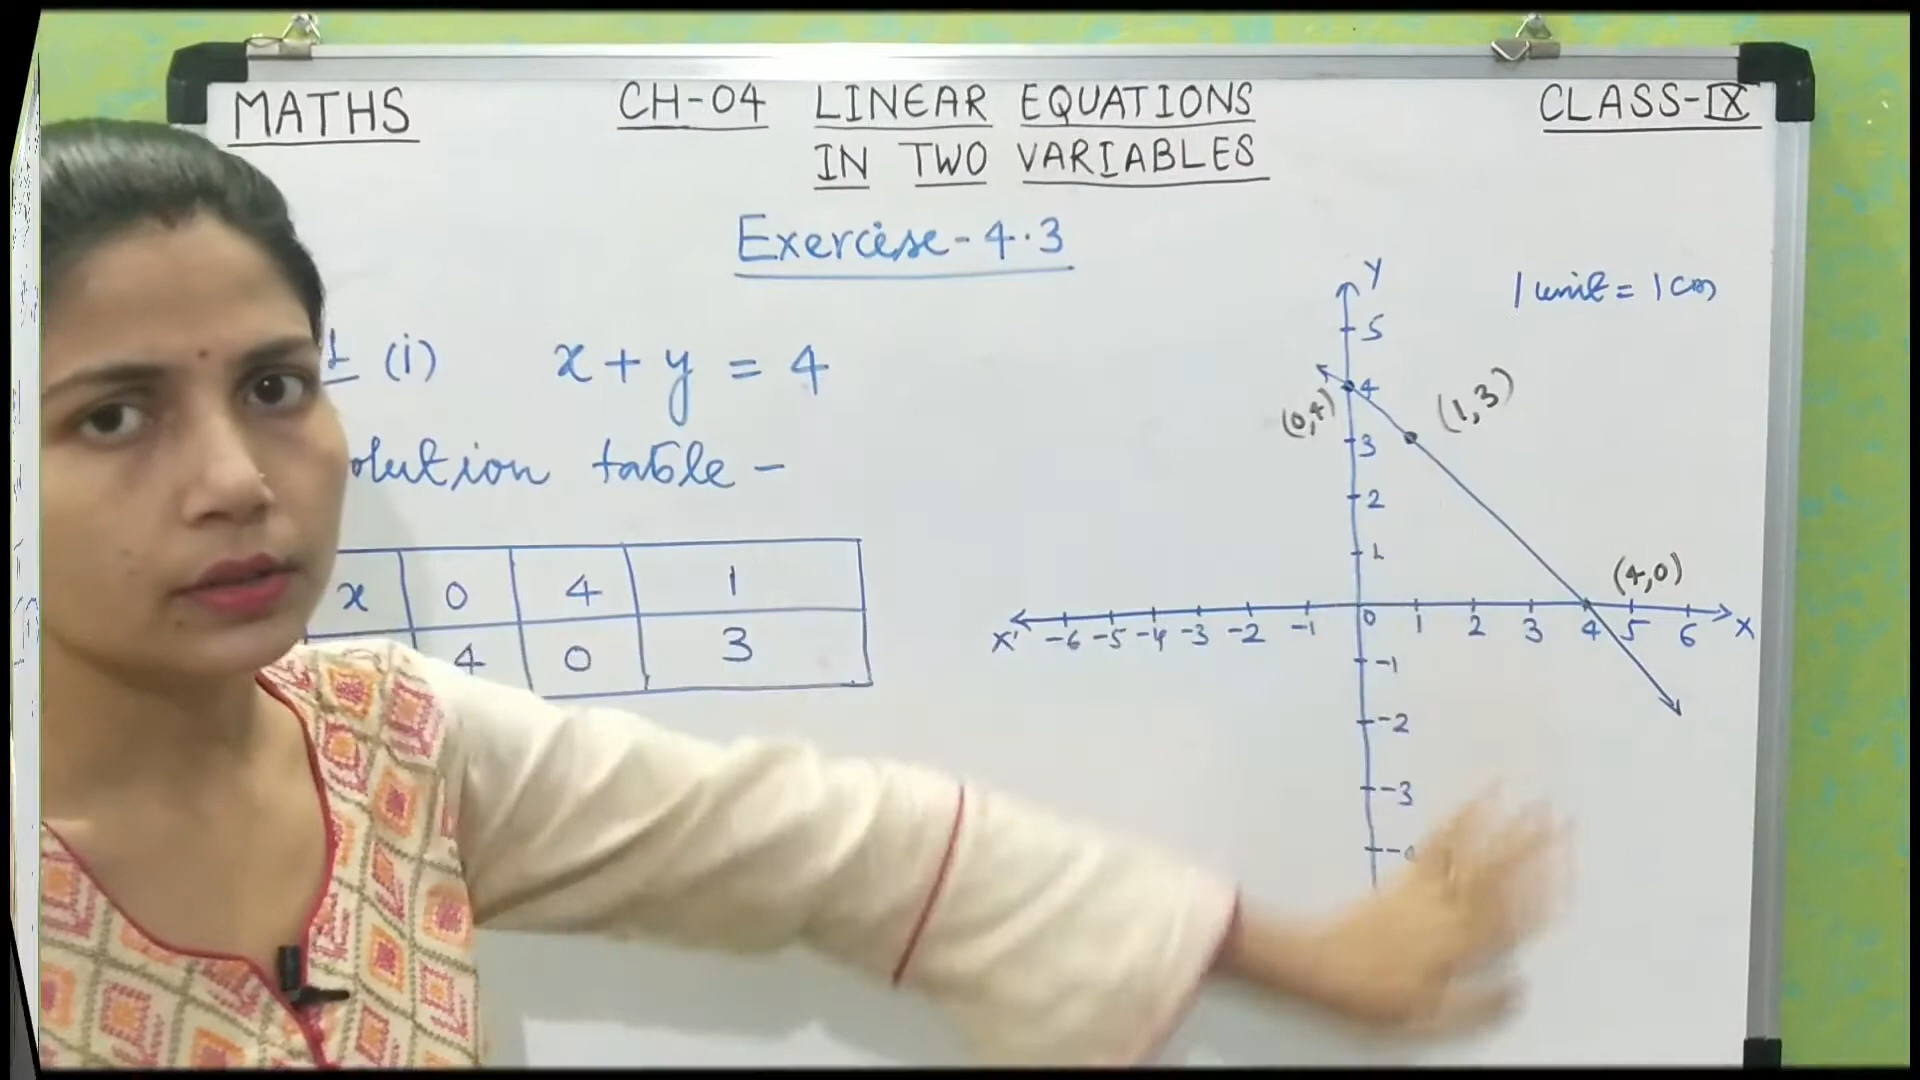 MATHS CH-04 LINEAR EQUATIONS CLASS-IX
IN TWO VARIABLES
Exercise-4.3
1 (i) x + y = 4
olution table -
x 0 4 1
4 0 3
1 unit = 1 cm
Y
5
4
(0,4)
(1,3)
3
2
1
(4,0)
X' -6 -5 -4 -3 -2 -1 0 1 2 3 4 5 6 X
-1
-2
-3